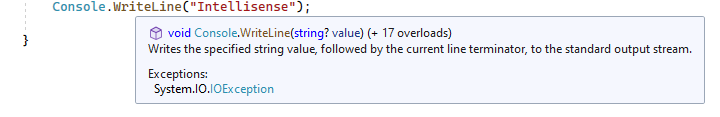 Console.WriteLine("Intellisense");
void Console.WriteLine(string? value) (+ 17 overloads)
}
Writes the specified string value, followed by the current line terminator, to the standard output stream.
Exceptions:
System.IO.IOException